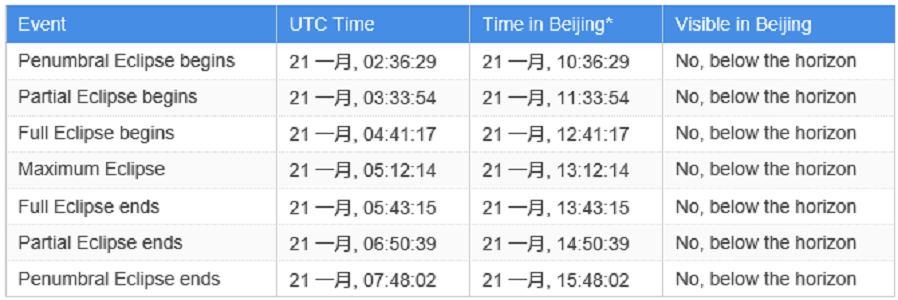 Event UTC Time Time in Beijing* Visible in Beijing
Penumbral Eclipse begins 21 一月, 02:36:29 21 一月, 10:36:29 No, below the horizon
Partial Eclipse begins 21 一月, 03:33:54 21 一月, 11:33:54 No, below the horizon
Full Eclipse begins 21 一月, 04:41:17 21 一月, 12:41:17 No, below the horizon
Maximum Eclipse 21 一月, 05:12:14 21 一月, 13:12:14 No, below the horizon
Full Eclipse ends 21 一月, 05:43:15 21 一月, 13:43:15 No, below the horizon
Partial Eclipse ends 21 一月, 06:50:39 21 一月, 14:50:39 No, below the horizon
Penumbral Eclipse ends 21 一月, 07:48:02 21 一月, 15:48:02 No, below the horizon